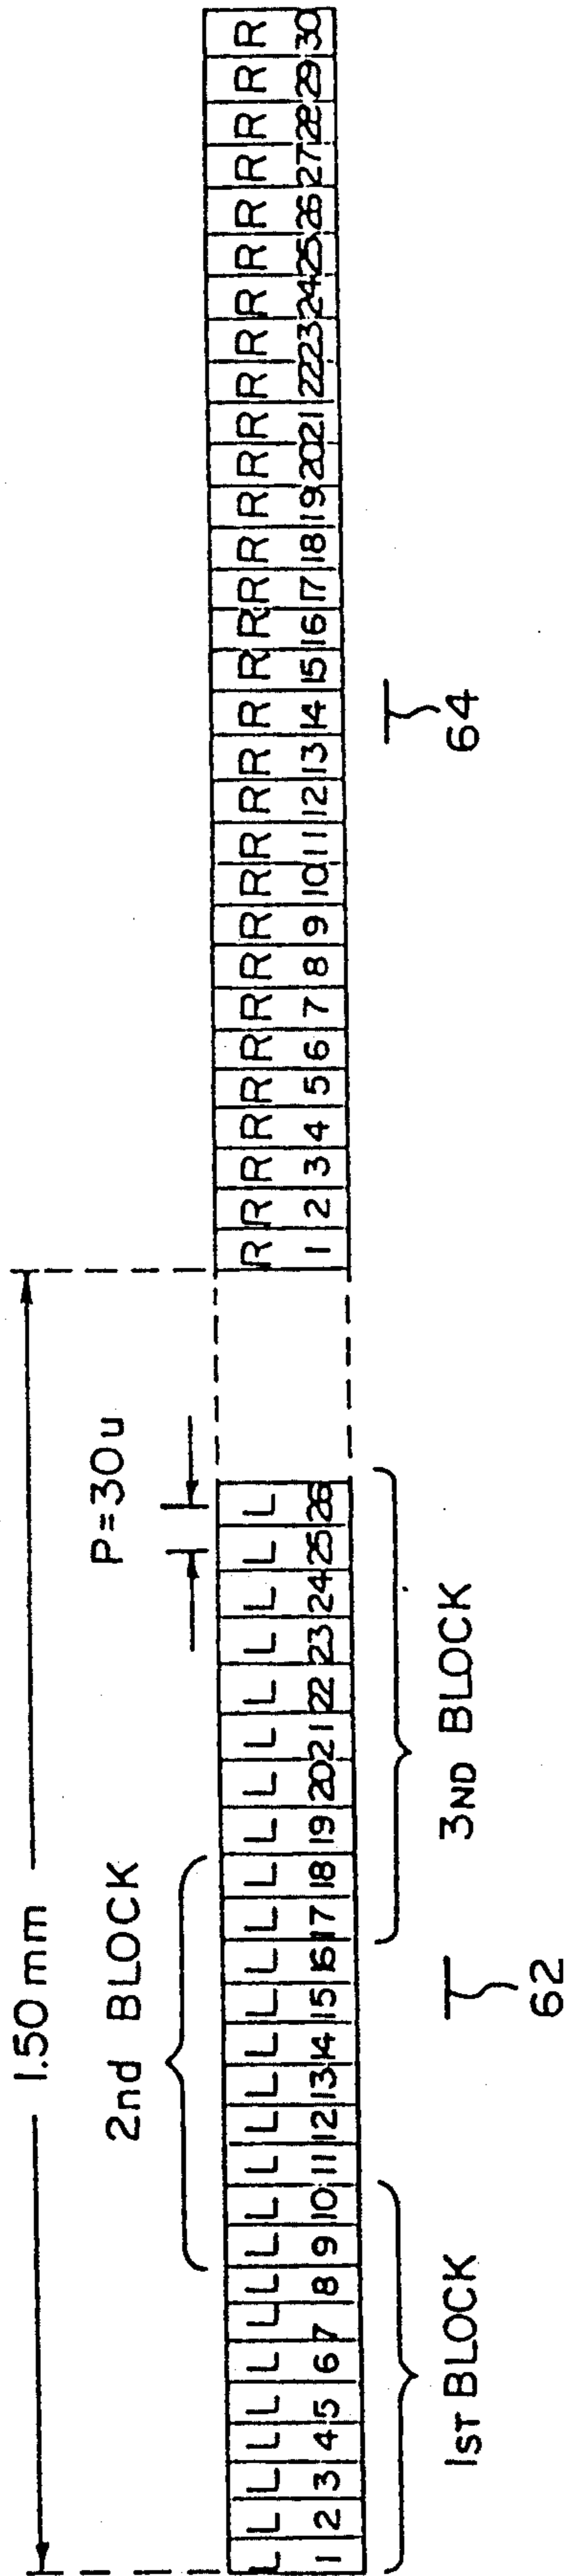 1.50 mm
2nd BLOCK
P=30u
L L L L L L L L L L L L L L L L L L L L L L L L L L
1 2 3 4 5 6 7 8 9 10 11 12 13 14 15 16 17 18 19 20 21 22 23 24 25 26
R R R R R R R R R R R R R R R R R R R R R R R R R R R R R R
1 2 3 4 5 6 7 8 9 10 11 12 13 14 15 16 17 18 19 20 21 22 23 24 25 26 27 28 29 30
1ST BLOCK
62
3ND BLOCK
64